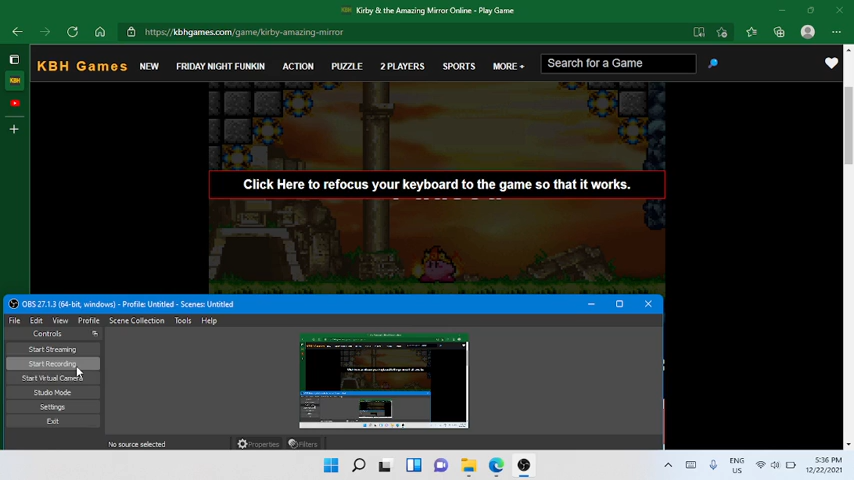 Kirby & the Amazing Mirror Online - Play Game
https://kbhgames.com/game/kirby-amazing-mirror
KBH
KBH Games NEW FRIDAY NIGHT FUNKIN ACTION PUZZLE 2 PLAYERS SPORTS MORE + Search for a Game
Click Here to refocus your keyboard to the game so that it works.
OBS 27.1.3 (64-bit, windows) - Profile: Untitled - Scenes: Untitled
File Edit View Profile Scene Collection Tools Help
Controls
Start Streaming
Start Recording
Start Virtual Camera
Studio Mode
Settings
Exit
No source selected Properties Filters
ENG
US
5:36 PM
12/22/2021